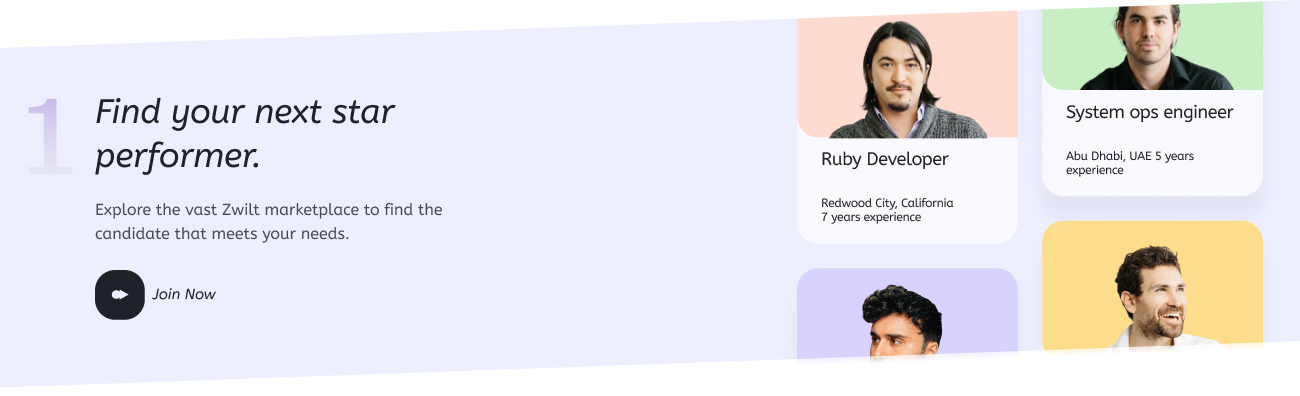 1
Find your next star
performer.
Explore the vast Zwilt marketplace to find the
candidate that meets your needs.
Join Now
Ruby Developer
Redwood City, California
7 years experience
System ops engineer
Abu Dhabi, UAE 5 years
experience